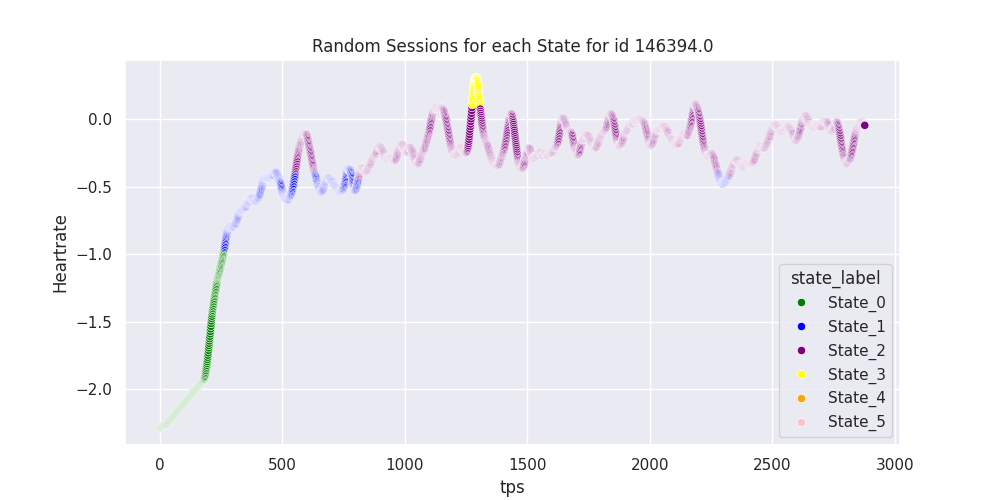 Random Sessions for each State for id 146394.0
Heartrate
0.0
−0.5
−1.0
−1.5
−2.0
state_label
State_0
State_1
State_2
State_3
State_4
State_5
0 500 1000 1500 2000 2500 3000
tps